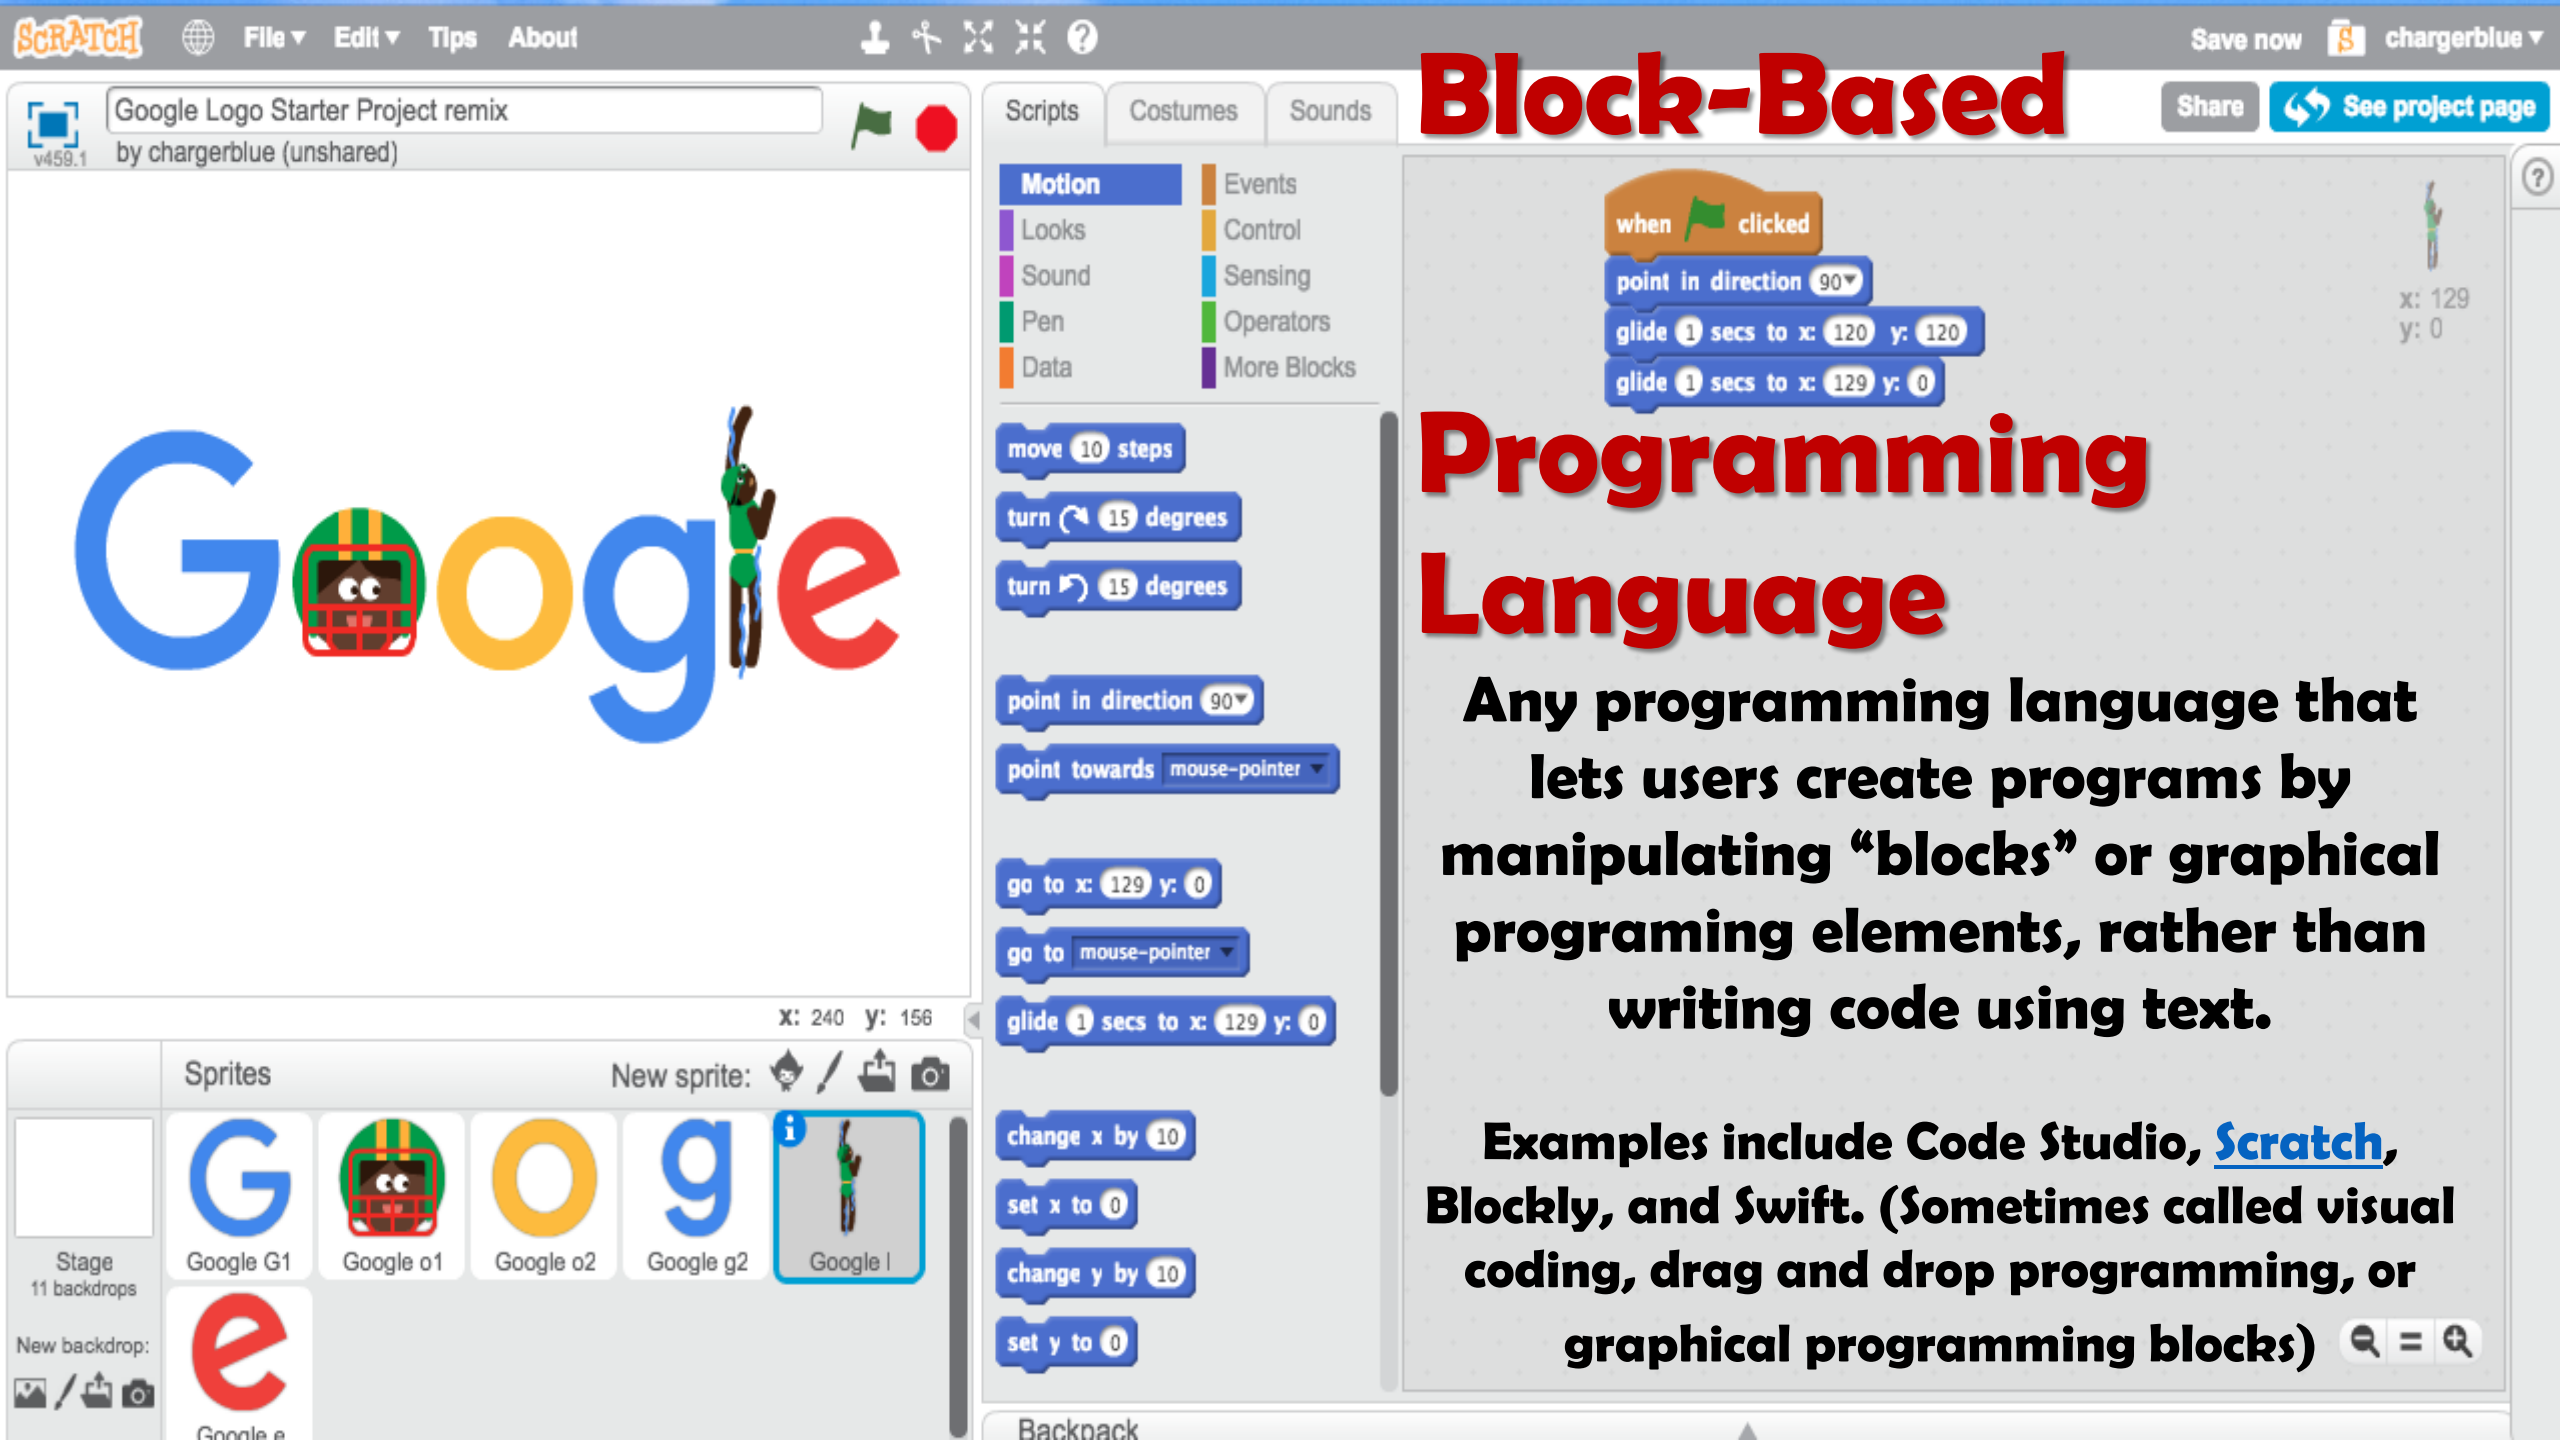 SCRATCH File Edit Tips About Save now chargerblue
Google Logo Starter Project remix
by chargerblue (unshared)
v459.1
Scripts Costumes Sounds
Block-Based
Share See project page
Motion Events
Looks Control
Sound Sensing
Pen Operators
Data More Blocks
move 10 steps
turn 15 degrees
turn 15 degrees
point in direction 90
point towards mouse-pointer
go to x: 129 y: 0
go to mouse-pointer
glide 1 secs to x: 129 y: 0
change x by 10
set x to 0
change y by 10
set y to 0
when clicked
point in direction 90
glide 1 secs to x: 120 y: 120
glide 1 secs to x: 129 y: 0
x: 129
y: 0
Programming
Language
Any programming language that
lets users create programs by
manipulating “blocks” or graphical
programing elements, rather than
writing code using text.
Examples include Code Studio, Scratch,
Blockly, and Swift. (Sometimes called visual
coding, drag and drop programming, or
graphical programming blocks)
Google
x: 240 y: 156
Sprites New sprite:
G o g
Google G1 Google o1 Google o2 Google g2 Google l
Stage
11 backdrops
New backdrop:
e
Google e
Backpack